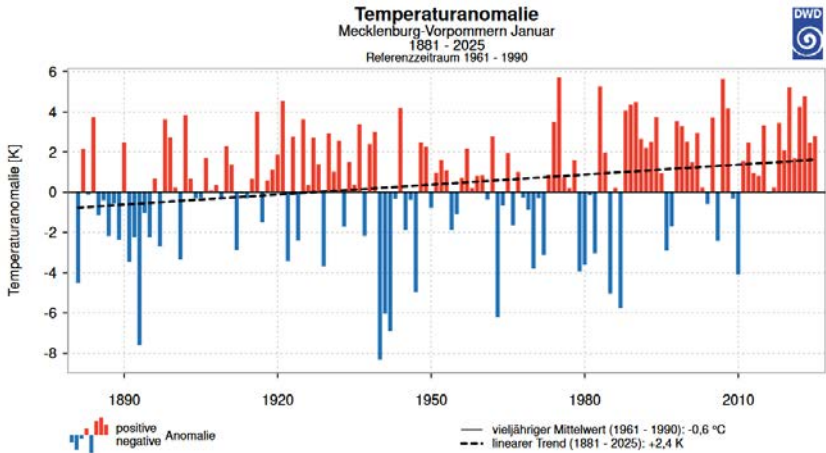 Temperaturanomalie
Mecklenburg-Vorpommern Januar
1881 - 2025
Referenzzeitraum 1961 - 1990
DWD
Temperaturanomalie [K]
6
4
2
0
-2
-4
-6
-8
1890 1920 1950 1980 2010
positive
negative Anomalie
vieljähriger Mittelwert (1961 - 1990): -0,6 °C
linearer Trend (1881 - 2025): +2,4 K